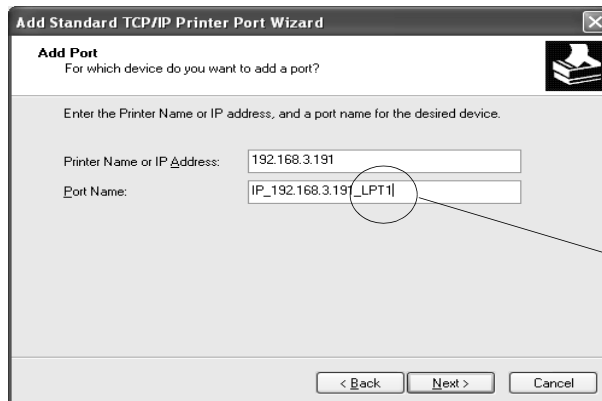 Add Standard TCP/IP Printer Port Wizard
Add Port
For which device do you want to add a port?
Enter the Printer Name or IP address, and a port name for the desired device.
Printer Name or IP Address: 192.168.3.191
Port Name: IP_192.168.3.191_LPT1
< Back Next > Cancel